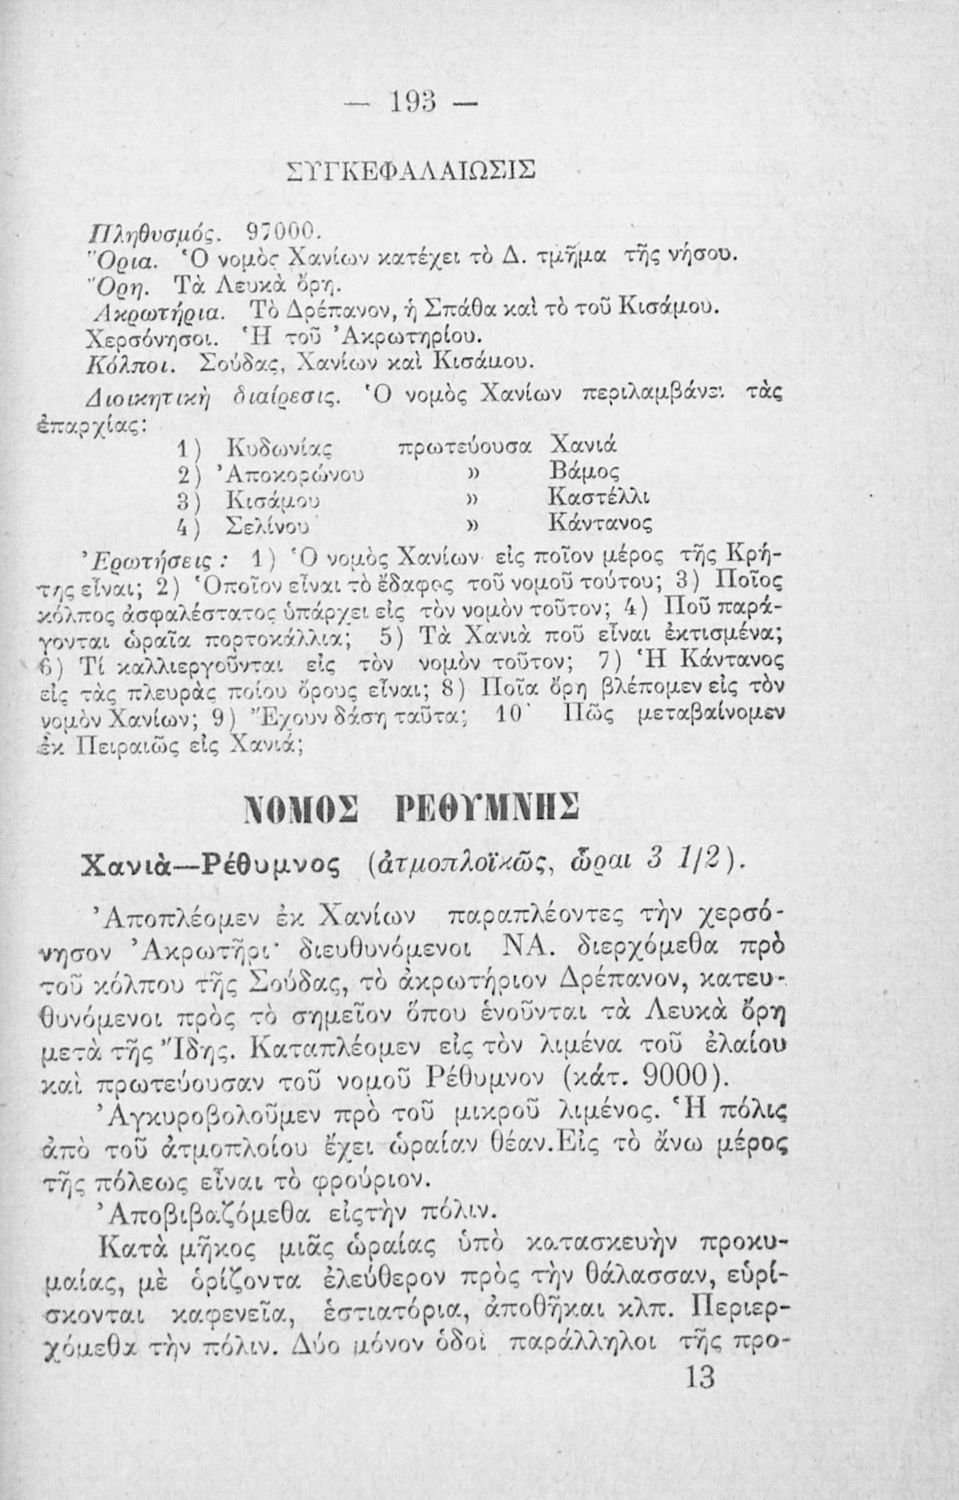 — 193 —
ΣΥΓΚΕΦΑΛΑΙΩΣΙΣ
Πληθυσμός. 97000.
Ὅρια. Ὁ νομὸς Χανίων κατέχει τὸ Δ. τμῆμα τῆς νήσου.
Ὄρη. Τὰ Λευκὰ ὄρη.
Ἀκρωτήρια. Τὸ Δρέπανον, ἡ Σπάθα καὶ τὸ τοῦ Κισάμου.
Χερσόνησοι. Ἡ τοῦ Ἀκρωτηρίου.
Κόλποι. Σούδας, Χανίων καὶ Κισάμου.
Διοικητικὴ διαίρεσις. Ὁ νομὸς Χανίων περιλαμβάνει τὰς
ἐπαρχίας:
1) Κυδωνίας πρωτεύουσα Χανιά
2) Ἀποκορώνου » Βάμος
3) Κισάμου » Καστέλλι
4) Σελίνου » Κάντανος
Ἐρωτήσεις: 1) Ὁ νομὸς Χανίων εἰς ποῖον μέρος τῆς Κρή-
της εἶναι; 2) Ὁποῖον εἶναι τὸ ἔδαφος τοῦ νομοῦ τούτου; 3) Ποῖος
κόλπος ἀσφαλέστατος ὑπάρχει εἰς τὸν νομὸν τοῦτον; 4) Ποῦ παρά-
γονται ὡραῖα πορτοκάλλια; 5) Τὰ Χανιὰ ποῦ εἶναι ἐκτισμένα;
6) Τί καλλιεργοῦνται εἰς τὸν νομὸν τοῦτον; 7) Ἡ Κάντανος
εἰς τὰς πλευρὰς ποίου ὄρους εἶναι; 8) Ποῖα ὄρη βλέπομεν εἰς τὸν
νομὸν Χανίων; 9) Ἔχουν δάση ταῦτα; 10) Πῶς μεταβαίνομεν
ἐκ Πειραιῶς εἰς Χανιά;
ΝΟΜΟΣ ΡΕΘΥΜΝΗΣ
Χανιὰ—Ρέθυμνος (ἀτμοπλοϊκῶς, ὧραι 3 1/2).
Ἀποπλέομεν ἐκ Χανίων παραπλέοντες τὴν χερσό-
νησον Ἀκρωτῆρι· διευθυνόμενοι ΝΑ. διερχόμεθα πρὸ
τοῦ κόλπου τῆς Σούδας, τὸ ἀκρωτήριον Δρέπανον, κατευ-
θυνόμενοι πρὸς τὸ σημεῖον ὅπου ἑνοῦνται τὰ Λευκὰ ὄρη
μετὰ τῆς Ἴδης. Καταπλέομεν εἰς τὸν λιμένα τοῦ ἐλαίου
καὶ πρωτεύουσαν τοῦ νομοῦ Ρέθυμνον (κάτ. 9000).
Ἀγκυροβολοῦμεν πρὸ τοῦ μικροῦ λιμένος. Ἡ πόλις
ἀπὸ τοῦ ἀτμοπλοίου ἔχει ὡραίαν θέαν.Εἰς τὸ ἄνω μέρος
τῆς πόλεως εἶναι τὸ φρούριον.
Ἀποβιβαζόμεθα εἰςτὴν πόλιν.
Κατὰ μῆκος μιᾶς ὡραίας ὑπὸ κατασκευὴν προκυ-
μαίας, μὲ ὁρίζοντα ἐλεύθερον πρὸς τὴν θάλασσαν, εὑρί-
σκονται καφενεῖα, ἑστιατόρια, ἀποθῆκαι κλπ. Περιερ-
χόμεθα τὴν πόλιν. Δύο μόνον ὁδοὶ παράλληλοι τῆς προ-
13